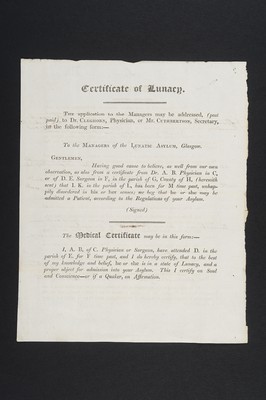 Certificate of Lunacy.
THE application to the Managers may be addressed, (post
paid,) to Dr. CLEGHORN, Physician, or Mr. CUTHBERTSON, Secretary,
in the following form:—
To the MANAGERS of the LUNATIC ASYLUM, Glasgow.
GENTLEMEN,
Having good cause to believe, as well from our own
observation, as also from a certificate from Dr. A. B. Physician in C,
or of D. E. Surgeon in F, in the parish of G, County of H, (herewith
sent) that I. K. in the parish of L, has been for M time past, unhap-
pily disordered in his or her senses; we beg that he or she may be
admitted a Patient, according to the Regulations of your Asylum.
(Signed)
The Medical Certificate may be in this form:—
I, A. B. of C. Physician or Surgeon, have attended D. in the
parish of E. for F time past, and I do hereby certify, that to the best
of my knowledge and belief, he or she is in a state of Lunacy, and a
proper object for admission into your Asylum. This I certify on Soul
and Conscience—or if a Quaker, on Affirmation.